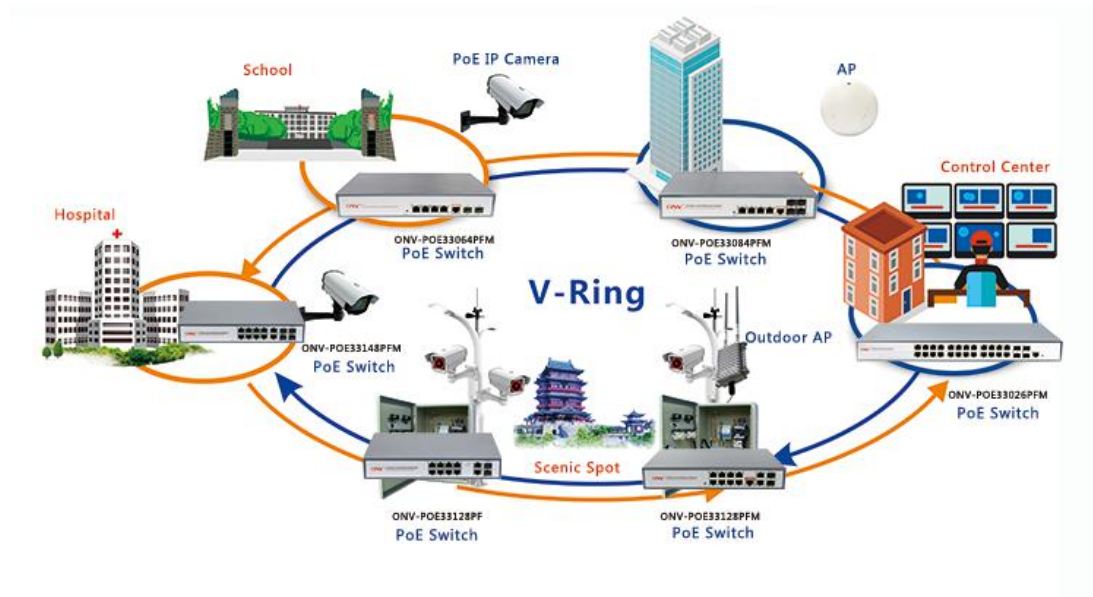 School
PoE IP Camera
AP
Control Center
Hospital
ONV-POE33064PFM
PoE Switch
ONV-POE33084PFM
PoE Switch
V-Ring
ONV-POE33148PFM
PoE Switch
Outdoor AP
ONV-POE33026PFM
PoE Switch
Scenic Spot
ONV-POE33128PF
PoE Switch
ONV-POE33128PFM
PoE Switch